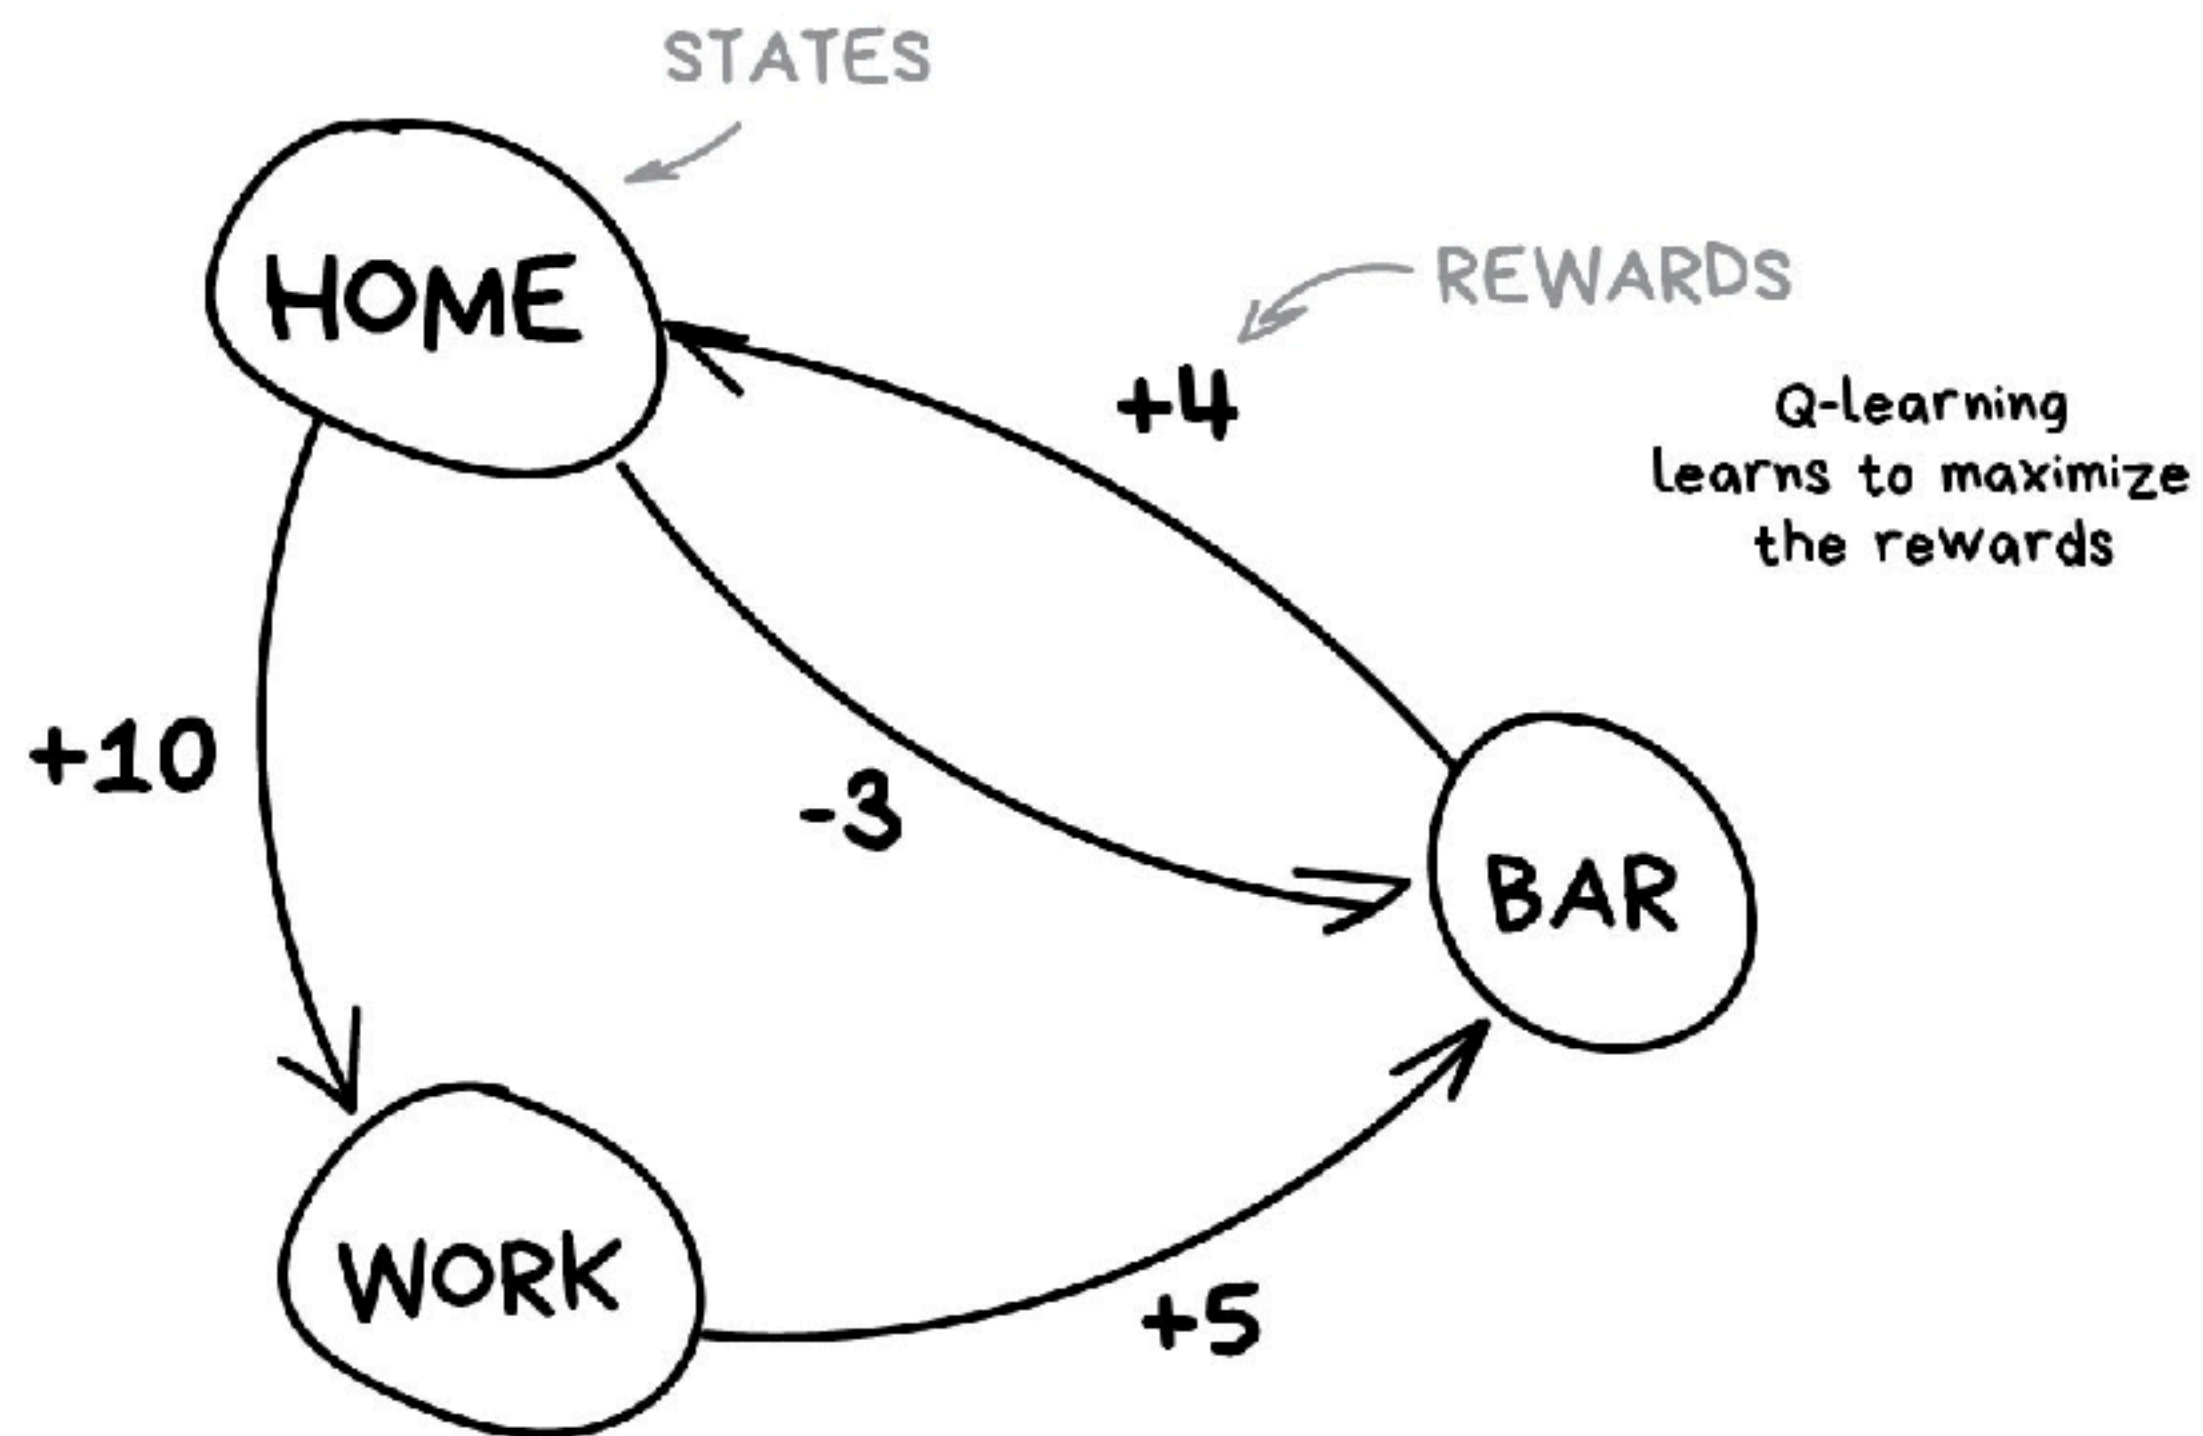 STATES
HOME
REWARDS
+4
Q-learning
learns to maximize
the rewards
+10
-3
BAR
WORK
+5